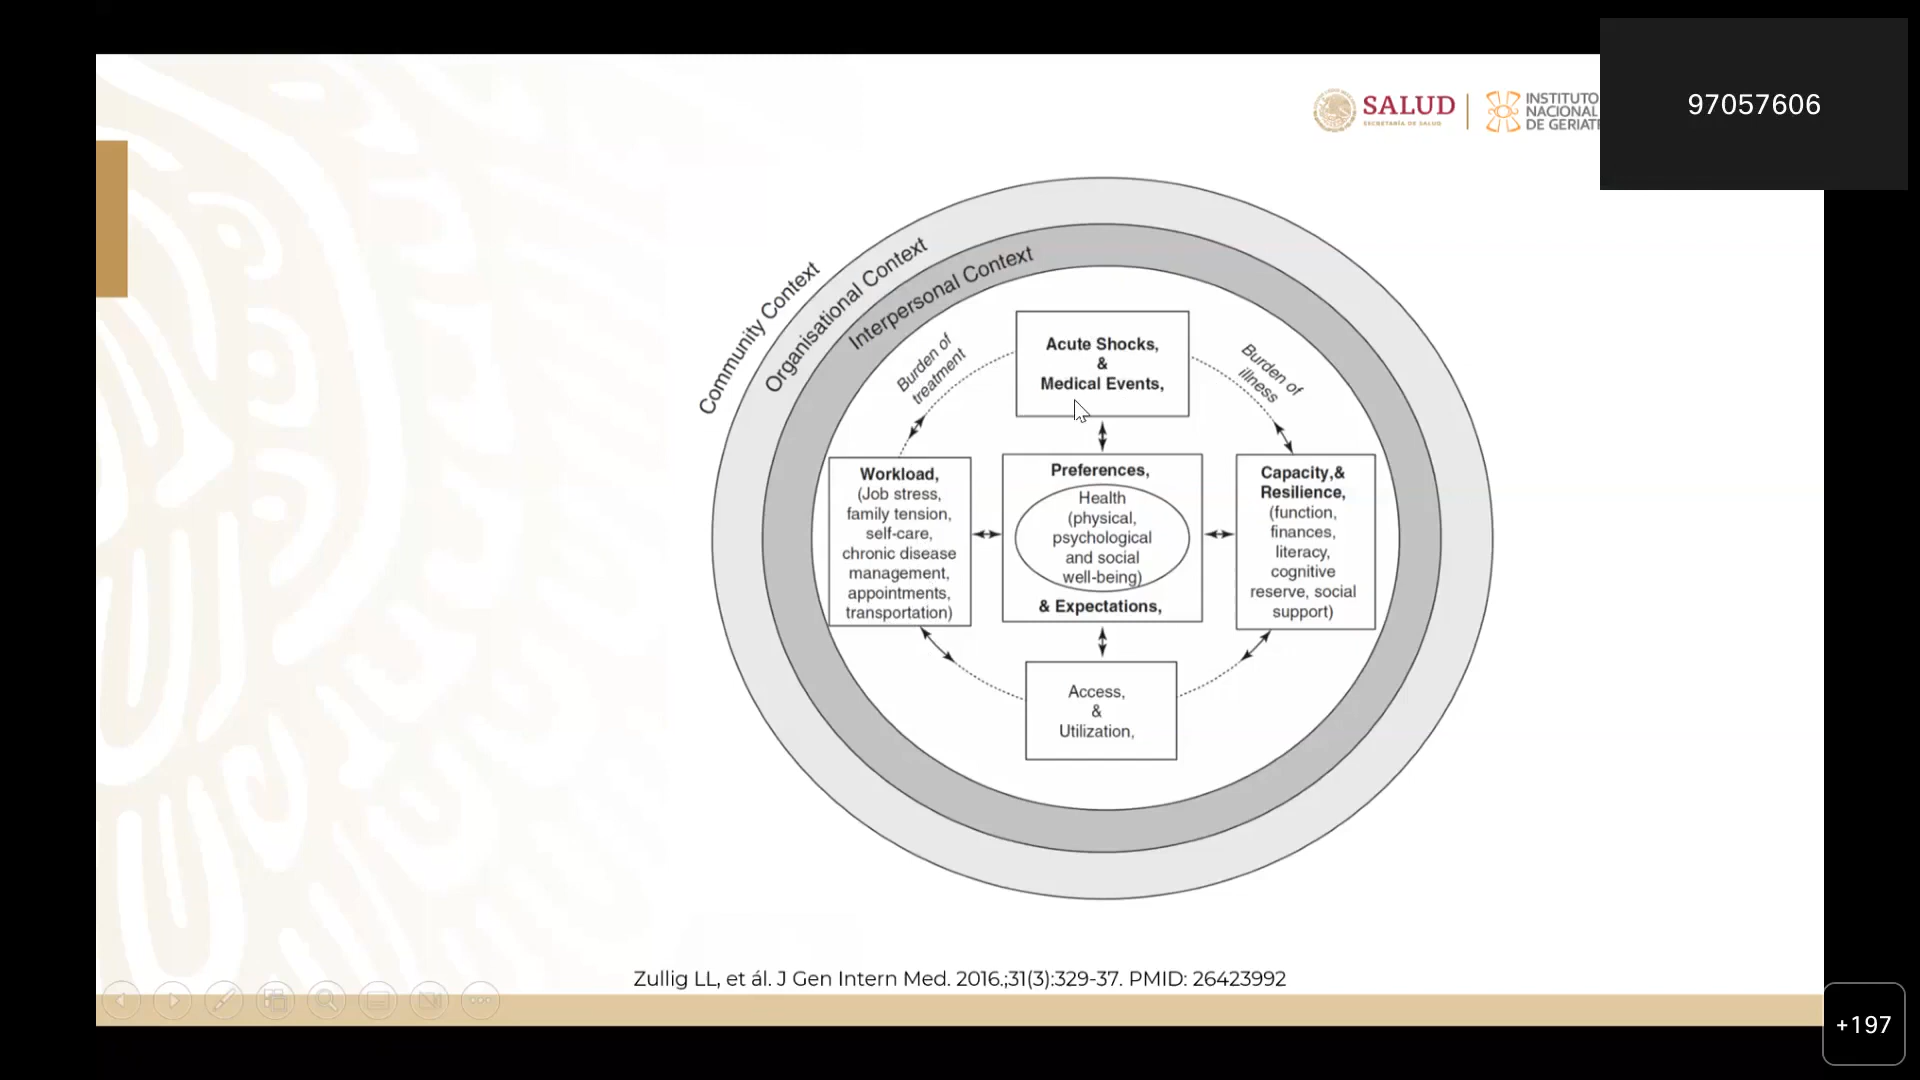 97057606
SALUD
SECRETARÍA DE SALUD
INSTITUTO
NACIONAL
DE GERIAT
Community Context
Organisational Context
Interpersonal Context
Burden of
treatment
Burden of
illness
Acute Shocks,
&
Medical Events,
Workload,
(Job stress,
family tension,
self-care,
chronic disease
management,
appointments,
transportation)
Preferences,
Health
(physical,
psychological
and social
well-being)
& Expectations,
Capacity,&
Resilience,
(function,
finances,
literacy,
cognitive
reserve, social
support)
Access,
&
Utilization,
Zullig LL, et ál. J Gen Intern Med. 2016.;31(3):329-37. PMID: 26423992
+197